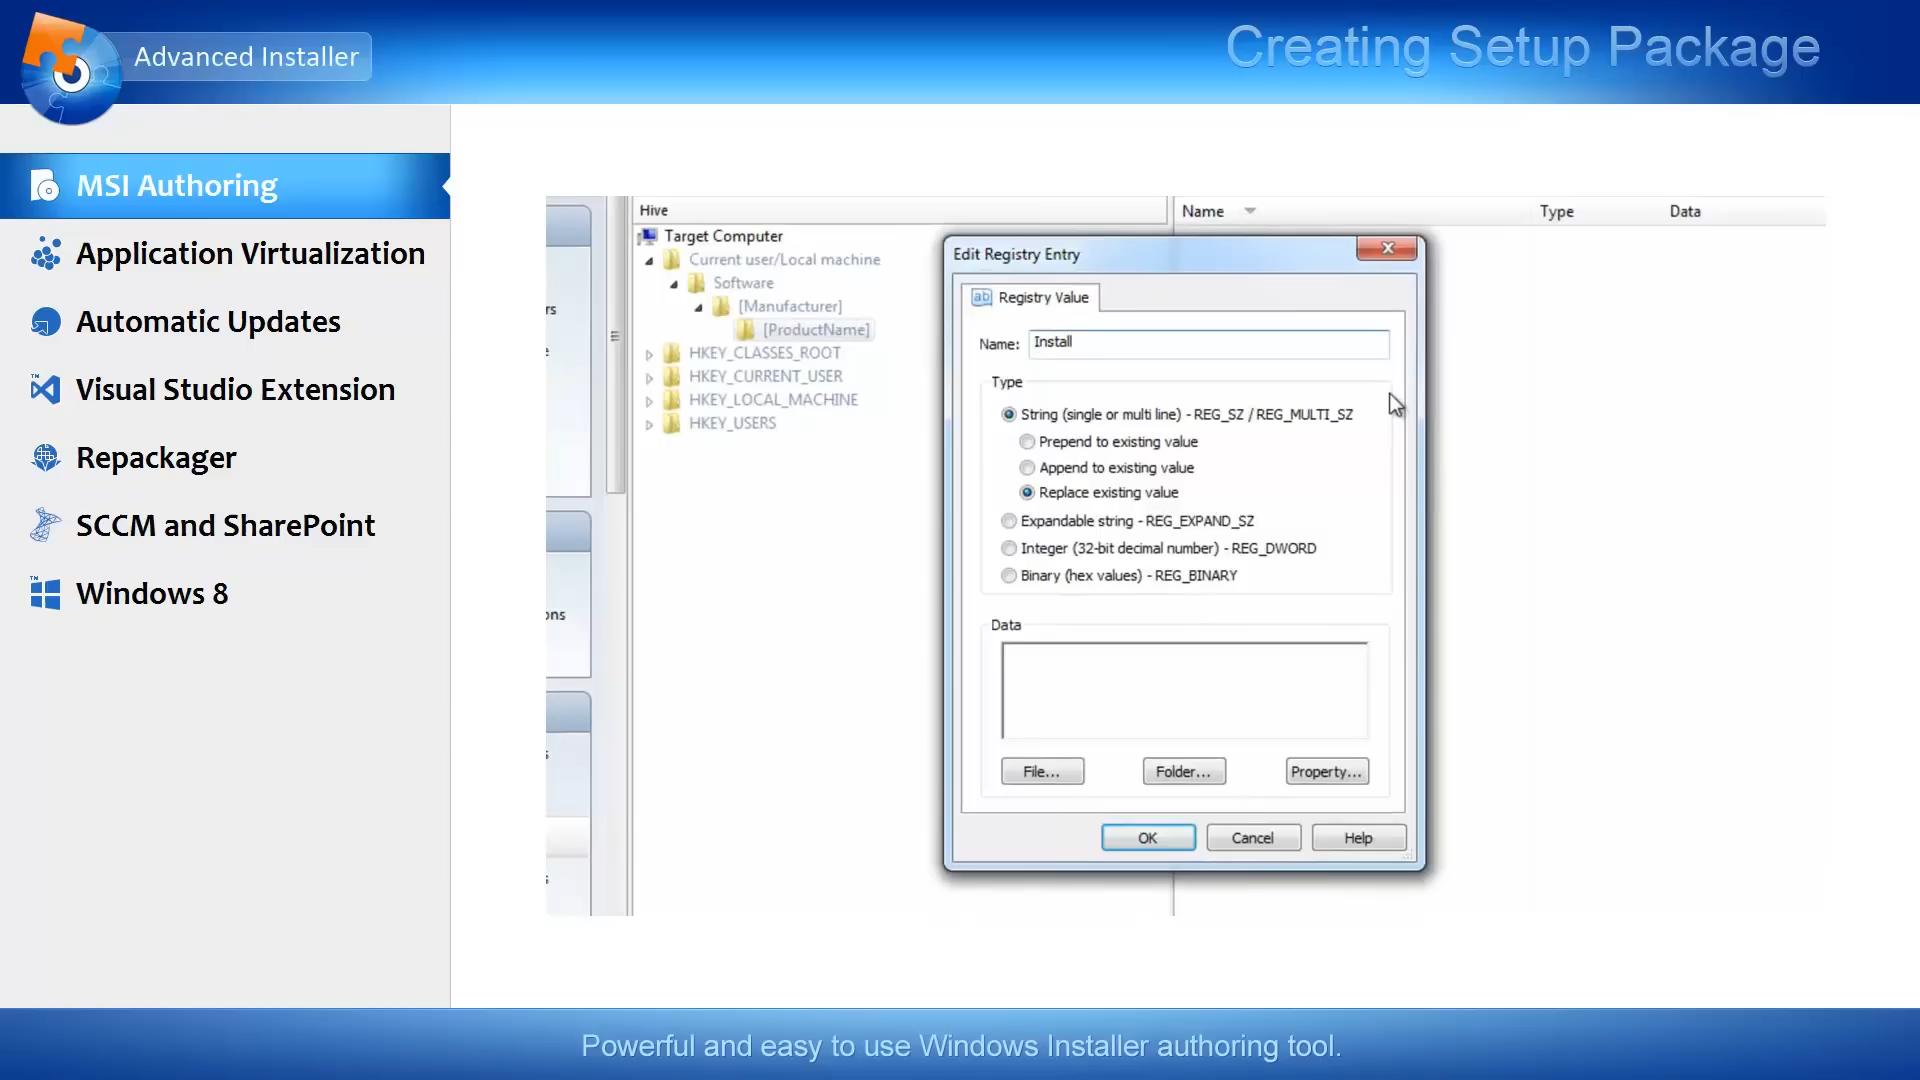 Advanced Installer
Creating Setup Package
MSI Authoring
Application Virtualization
Automatic Updates
Visual Studio Extension
Repackager
SCCM and SharePoint
Windows 8
Hive
Target Computer
Current user/Local machine
Software
[Manufacturer]
[ProductName]
HKEY_CLASSES_ROOT
HKEY_CURRENT_USER
HKEY_LOCAL_MACHINE
HKEY_USERS
Name Type Data
Edit Registry Entry
Registry Value
Name: Install
Type
String (single or multi line) - REG_SZ / REG_MULTI_SZ
Prepend to existing value
Append to existing value
Replace existing value
Expandable string - REG_EXPAND_SZ
Integer (32-bit decimal number) - REG_DWORD
Binary (hex values) - REG_BINARY
Data
File... Folder... Property...
OK Cancel Help
Powerful and easy to use Windows Installer authoring tool.